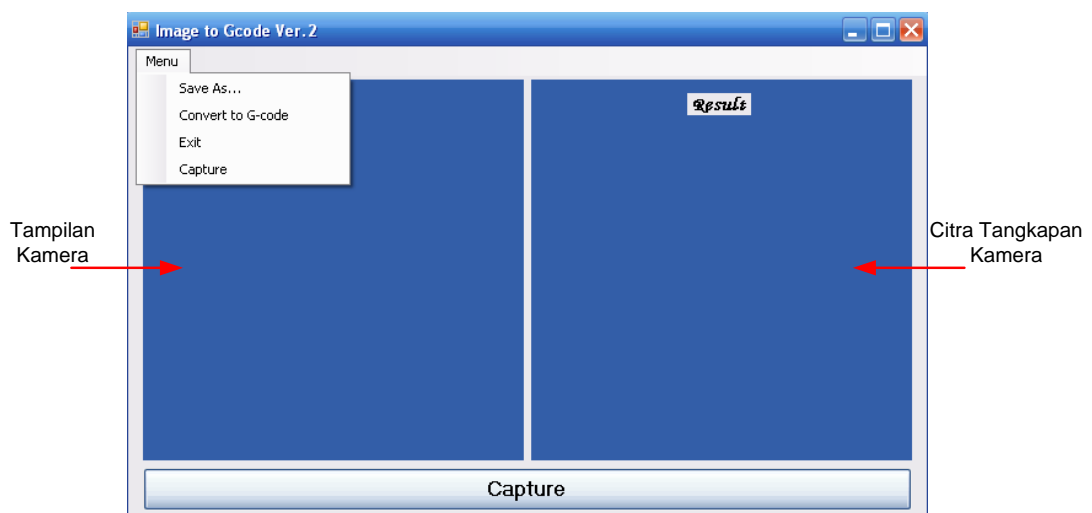 Image to Gcode Ver.2
Menu
Save As...
Convert to G-code
Exit
Capture
Result
Tampilan
Kamera
Citra Tangkapan
Kamera
Capture